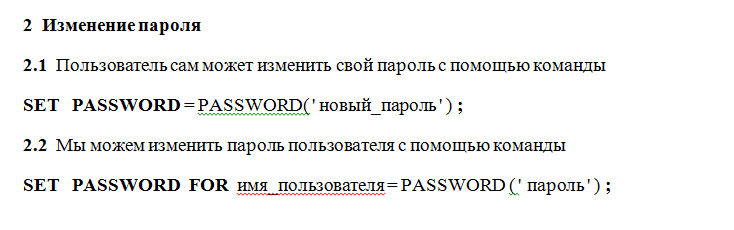 2 Изменение пароля
2.1 Пользователь сам может изменить свой пароль с помощью команды
SET PASSWORD=PASSWORD('новый_пароль');
2.2 Мы можем изменить пароль пользователя с помощью команды
SET PASSWORD FOR имя_пользователя=PASSWORD(' пароль');